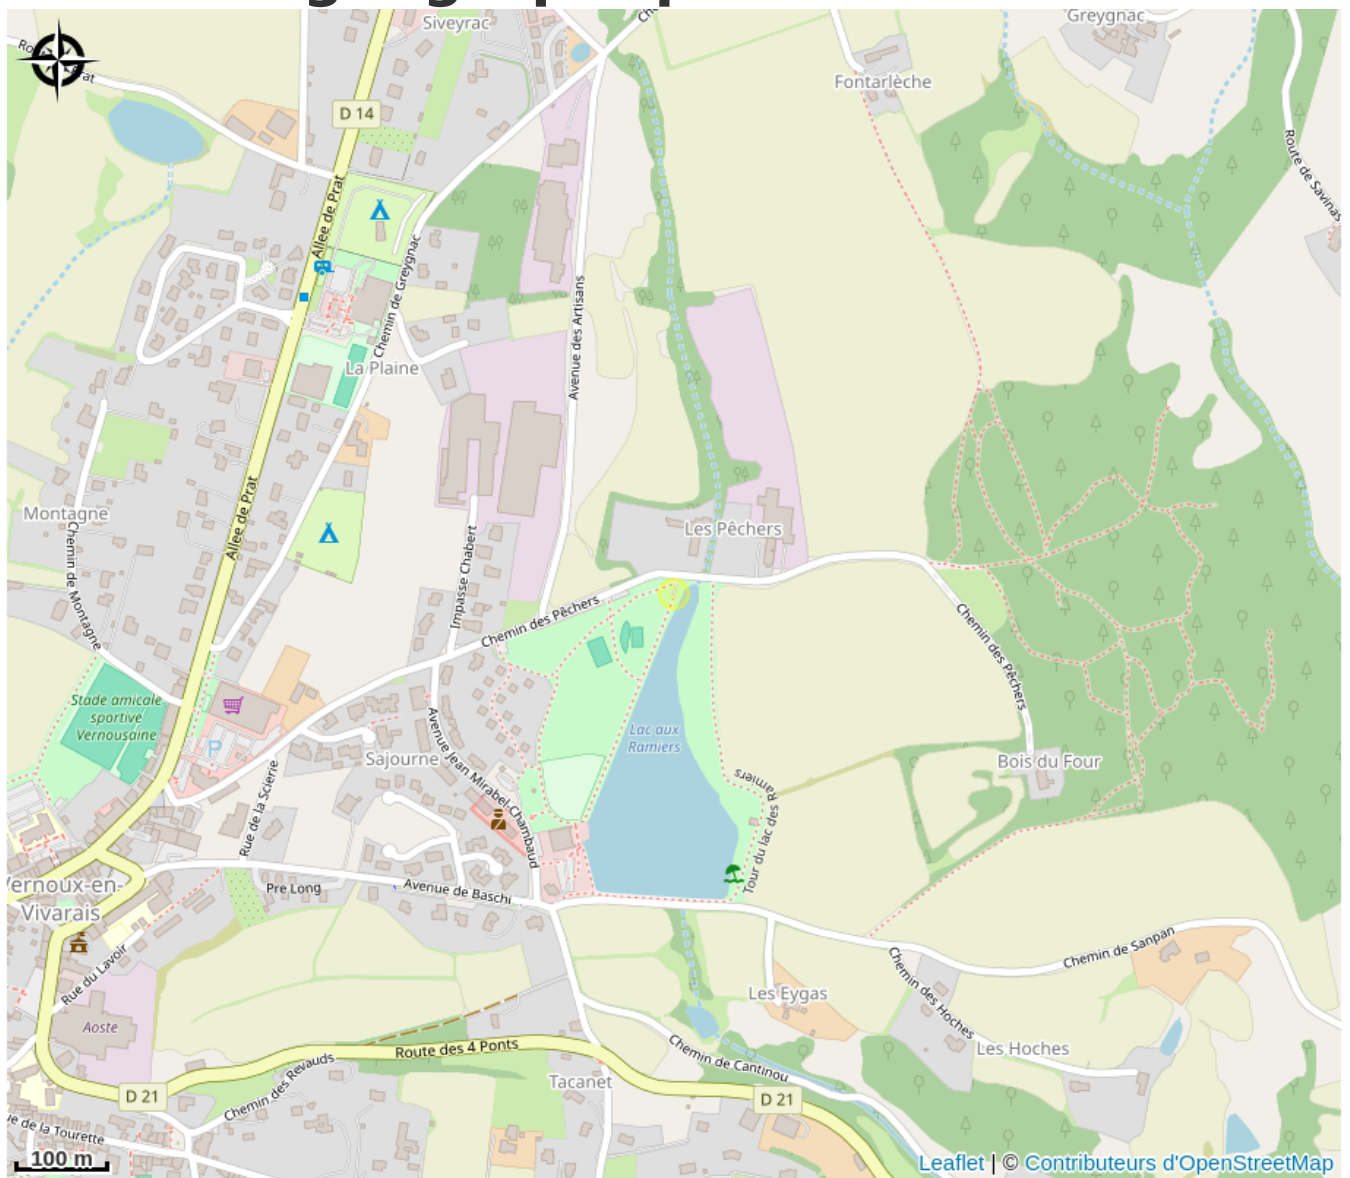 Siveyrac
Greygnac
Fontarlèche
D 14
Route de Savinas
Allee de Prat
Chemin de Greygnac
Avenue des Artisans
La Plaine
Montagne
Allee de Prat
Chemin de Montagne
Impasse Chabert
Les Pêchers
Chemin des Pêchers
Chemin des Pêchers
Stade amicale
sportive
Vernousaine
P
Lac aux
Ramiers
Sajourne
Avenue Jean Mirabel-Chambaud
Bois du Four
Rue de la Scierie
Tour du lac des
Ramiers
Pre Long
Avenue de Baschi
Vernoux-en-
Vivarais
Rue du Lavoir
Chemin de Sanpan
Chemin des Hoches
Les Eygas
Aoste
Les Hoches
Route des 4 Ponts
Chemin de Cantinou
Chemin des Revauds
Tacanet
D 21
D 21
ue de la Tourette
100 m
Leaflet | © Contributeurs d'OpenStreetMap